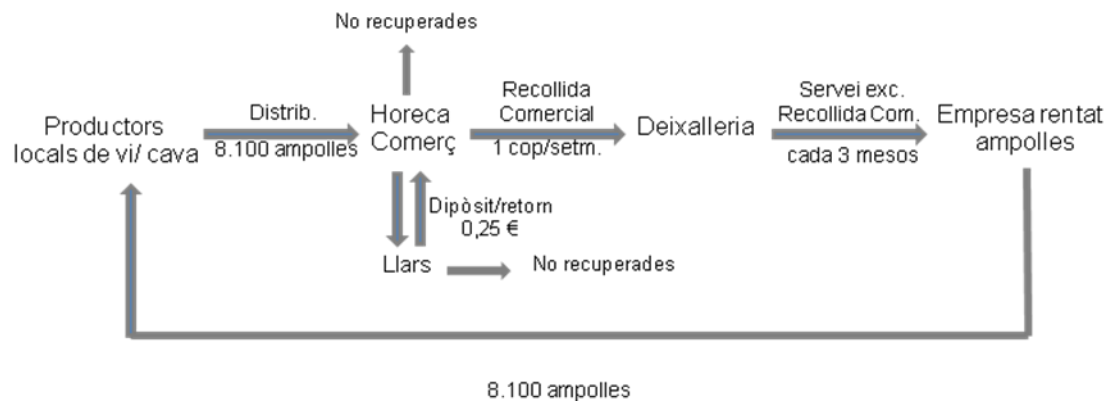 No recuperades
Productors
locals de vi/ cava
Distrib.
8.100 ampolles
Horeca
Comerç
Recollida
Comercial
1 cop/setm.
Deixalleria
Servei exc.
Recollida Com.
cada 3 mesos
Empresa rentat
ampolles
Dipòsit/retorn
0,25 €
Llars
No recuperades
8.100 ampolles